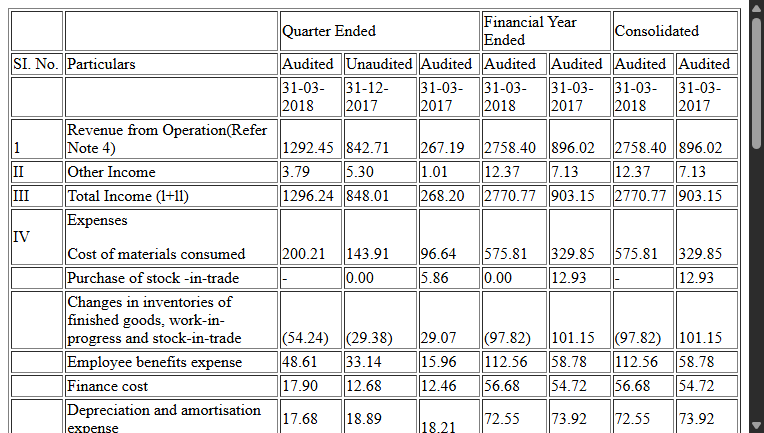 Quarter Ended Financial Year Ended Consolidated
SI. No. Particulars Audited Unaudited Audited Audited Audited Audited Audited
31-03-2018 31-12-2017 31-03-2017 31-03-2018 31-03-2017 31-03-2018 31-03-2017
1 Revenue from Operation(Refer Note 4) 1292.45 842.71 267.19 2758.40 896.02 2758.40 896.02
II Other Income 3.79 5.30 1.01 12.37 7.13 12.37 7.13
III Total Income (l+ll) 1296.24 848.01 268.20 2770.77 903.15 2770.77 903.15
IV Expenses
Cost of materials consumed 200.21 143.91 96.64 575.81 329.85 575.81 329.85
Purchase of stock -in-trade - 0.00 5.86 0.00 12.93 - 12.93
Changes in inventories of finished goods, work-in-progress and stock-in-trade (54.24) (29.38) 29.07 (97.82) 101.15 (97.82) 101.15
Employee benefits expense 48.61 33.14 15.96 112.56 58.78 112.56 58.78
Finance cost 17.90 12.68 12.46 56.68 54.72 56.68 54.72
Depreciation and amortisation expense 17.68 18.89 18.21 72.55 73.92 72.55 73.92